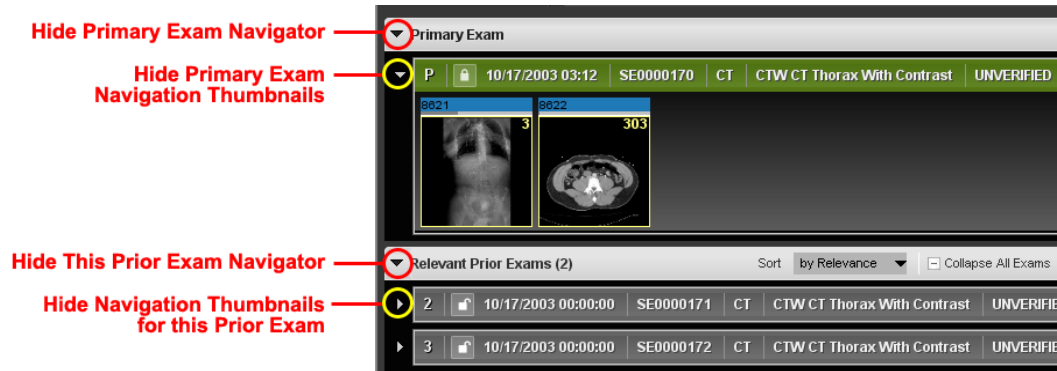 Hide Primary Exam Navigator
Primary Exam
Hide Primary Exam
Navigation Thumbnails
P 10/17/2003 03:12 SE0000170 CT CTW CT Thorax With Contrast UNVERIFIED
8621 8622
3 303
Hide This Prior Exam Navigator
Relevant Prior Exams (2) Sort by Relevance Collapse All Exams
Hide Navigation Thumbnails
for this Prior Exam
2 10/17/2003 00:00:00 SE0000171 CT CTW CT Thorax With Contrast UNVERIFIE
3 10/17/2003 00:00:00 SE0000172 CT CTW CT Thorax With Contrast UNVERIFIE